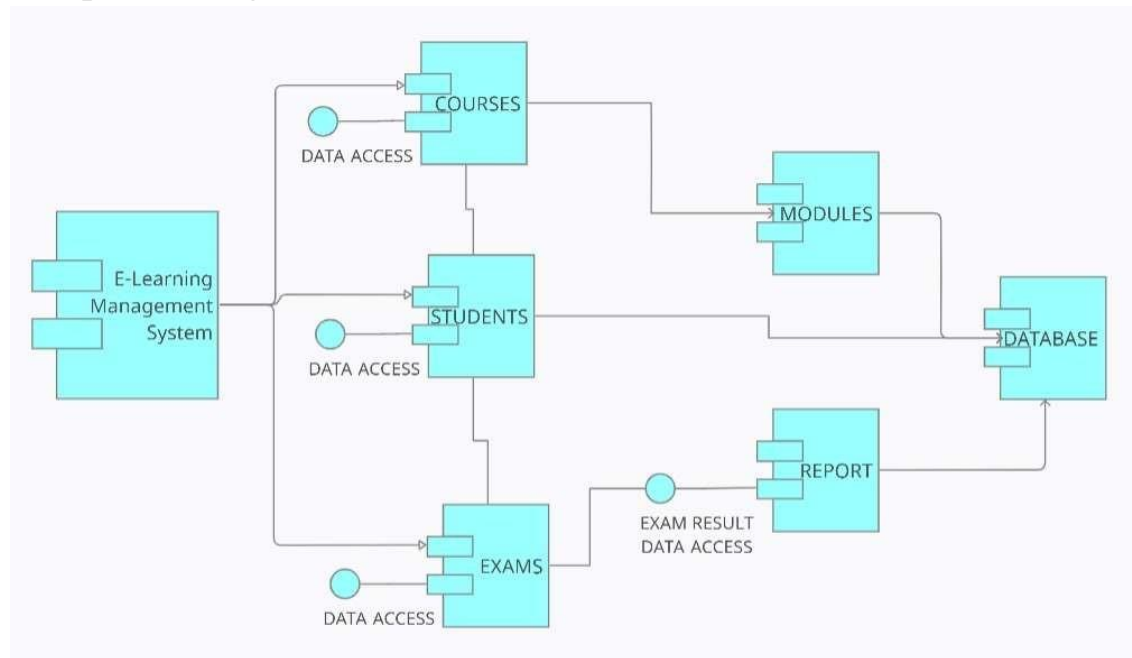 COURSES
DATA ACCESS
MODULES
E-Learning
Management
System
STUDENTS
DATA ACCESS
DATABASE
REPORT
EXAM RESULT
DATA ACCESS
EXAMS
DATA ACCESS